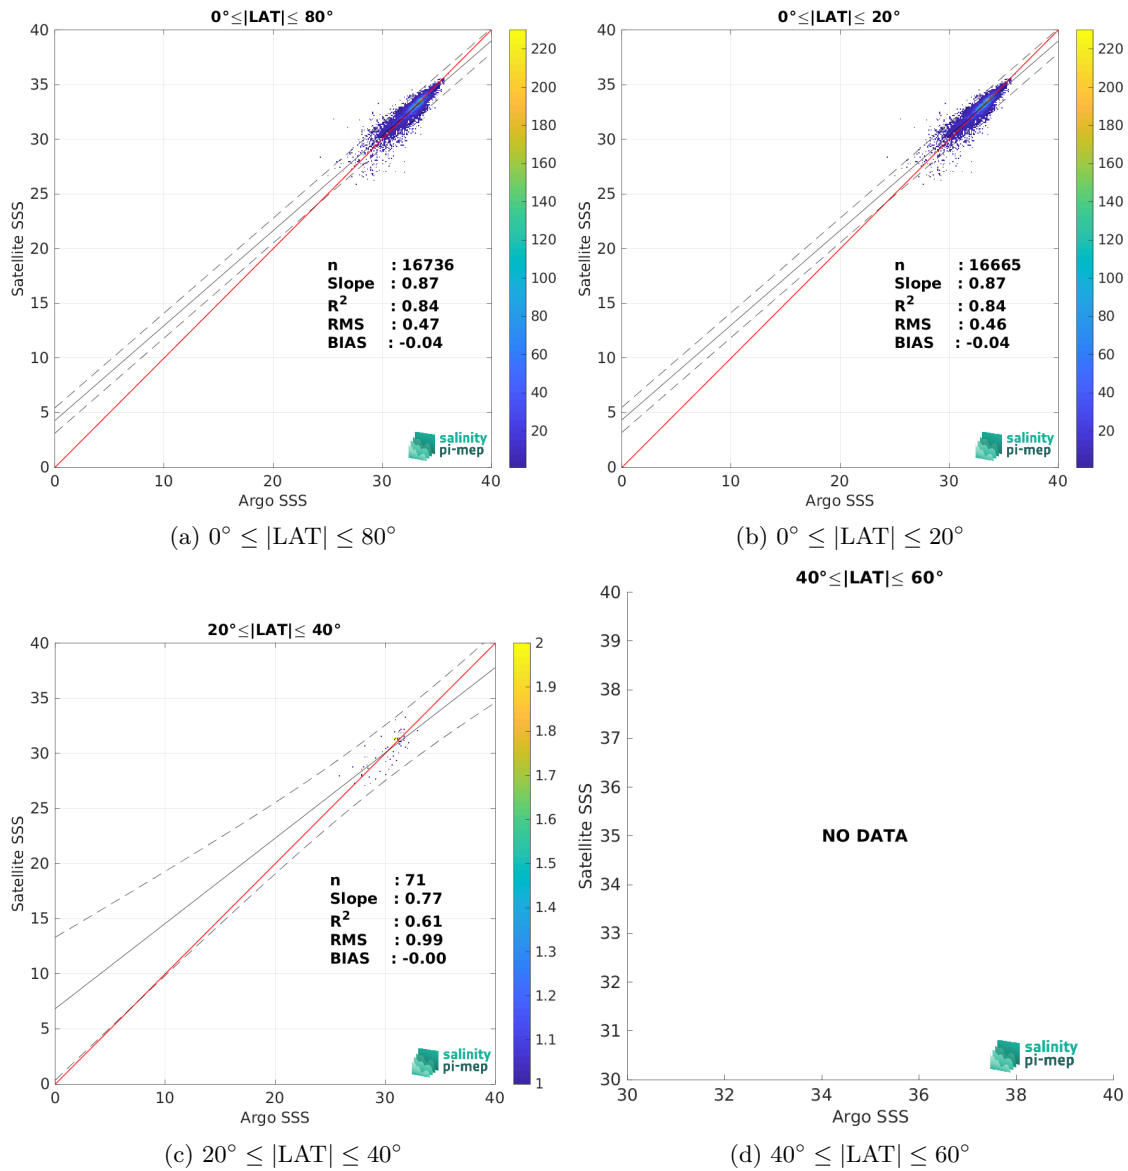 0°≤|LAT|≤ 80°
40
35
30
25
20
15
10
5
0
Satellite SSS
n : 16736
Slope : 0.87
R² : 0.84
RMS : 0.47
BIAS : -0.04
salinity
pi-mep
0 10 20 30 40
Argo SSS
220
200
180
160
140
120
100
80
60
40
20
(a) 0° ≤ |LAT| ≤ 80°
0°≤|LAT|≤ 20°
40
35
30
25
20
15
10
5
0
Satellite SSS
n : 16665
Slope : 0.87
R² : 0.84
RMS : 0.46
BIAS : -0.04
salinity
pi-mep
0 10 20 30 40
Argo SSS
220
200
180
160
140
120
100
80
60
40
20
(b) 0° ≤ |LAT| ≤ 20°
20°≤|LAT|≤ 40°
40
35
30
25
20
15
10
5
0
Satellite SSS
n : 71
Slope : 0.77
R² : 0.61
RMS : 0.99
BIAS : -0.00
salinity
pi-mep
0 10 20 30 40
Argo SSS
2
1.9
1.8
1.7
1.6
1.5
1.4
1.3
1.2
1.1
1
(c) 20° ≤ |LAT| ≤ 40°
40°≤|LAT|≤ 60°
40
39
38
37
36
35
34
33
32
31
30
Satellite SSS
NO DATA
salinity
pi-mep
30 32 34 36 38 40
Argo SSS
(d) 40° ≤ |LAT| ≤ 60°